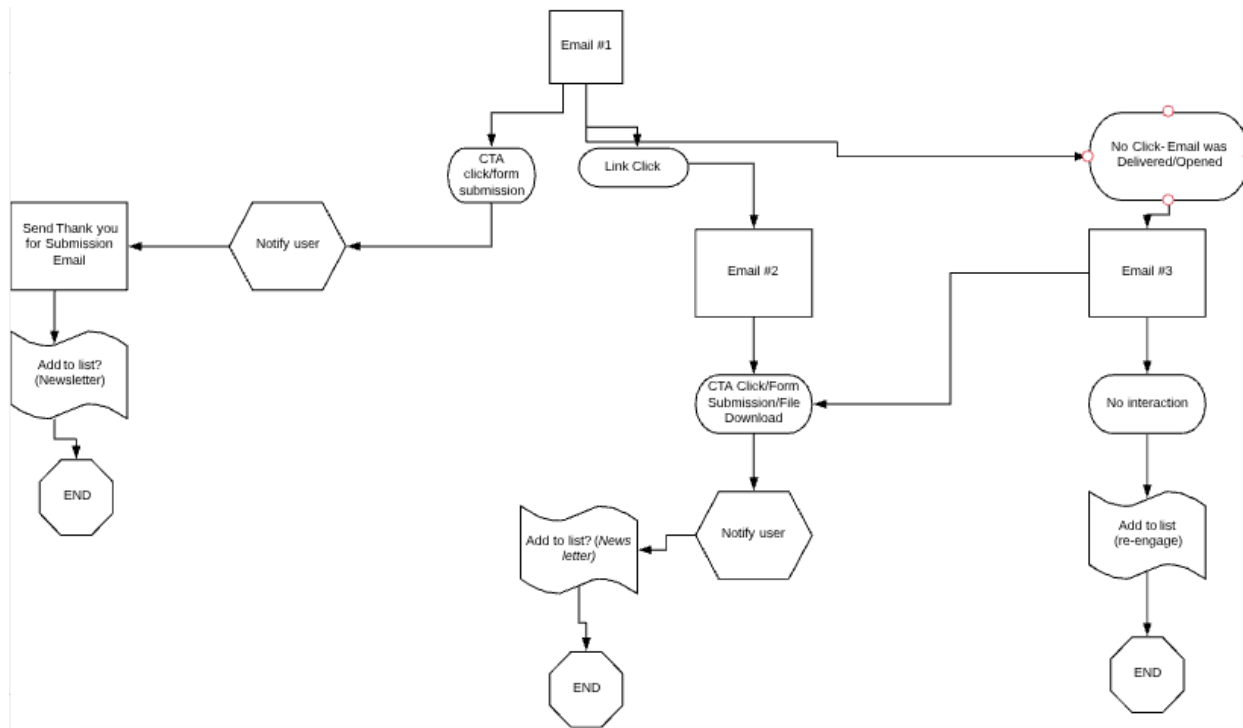 Email #1
CTA
click/form
submission
Link Click
No Click- Email was
Delivered/Opened
Send Thank you
for Submission
Email
Notify user
Email #2
Email #3
Add to list?
(Newsletter)
CTA Click/Form
Submission/File
Download
No interaction
END
Add to list? (News
letter)
Notify user
Add to list
(re-engage)
END
END